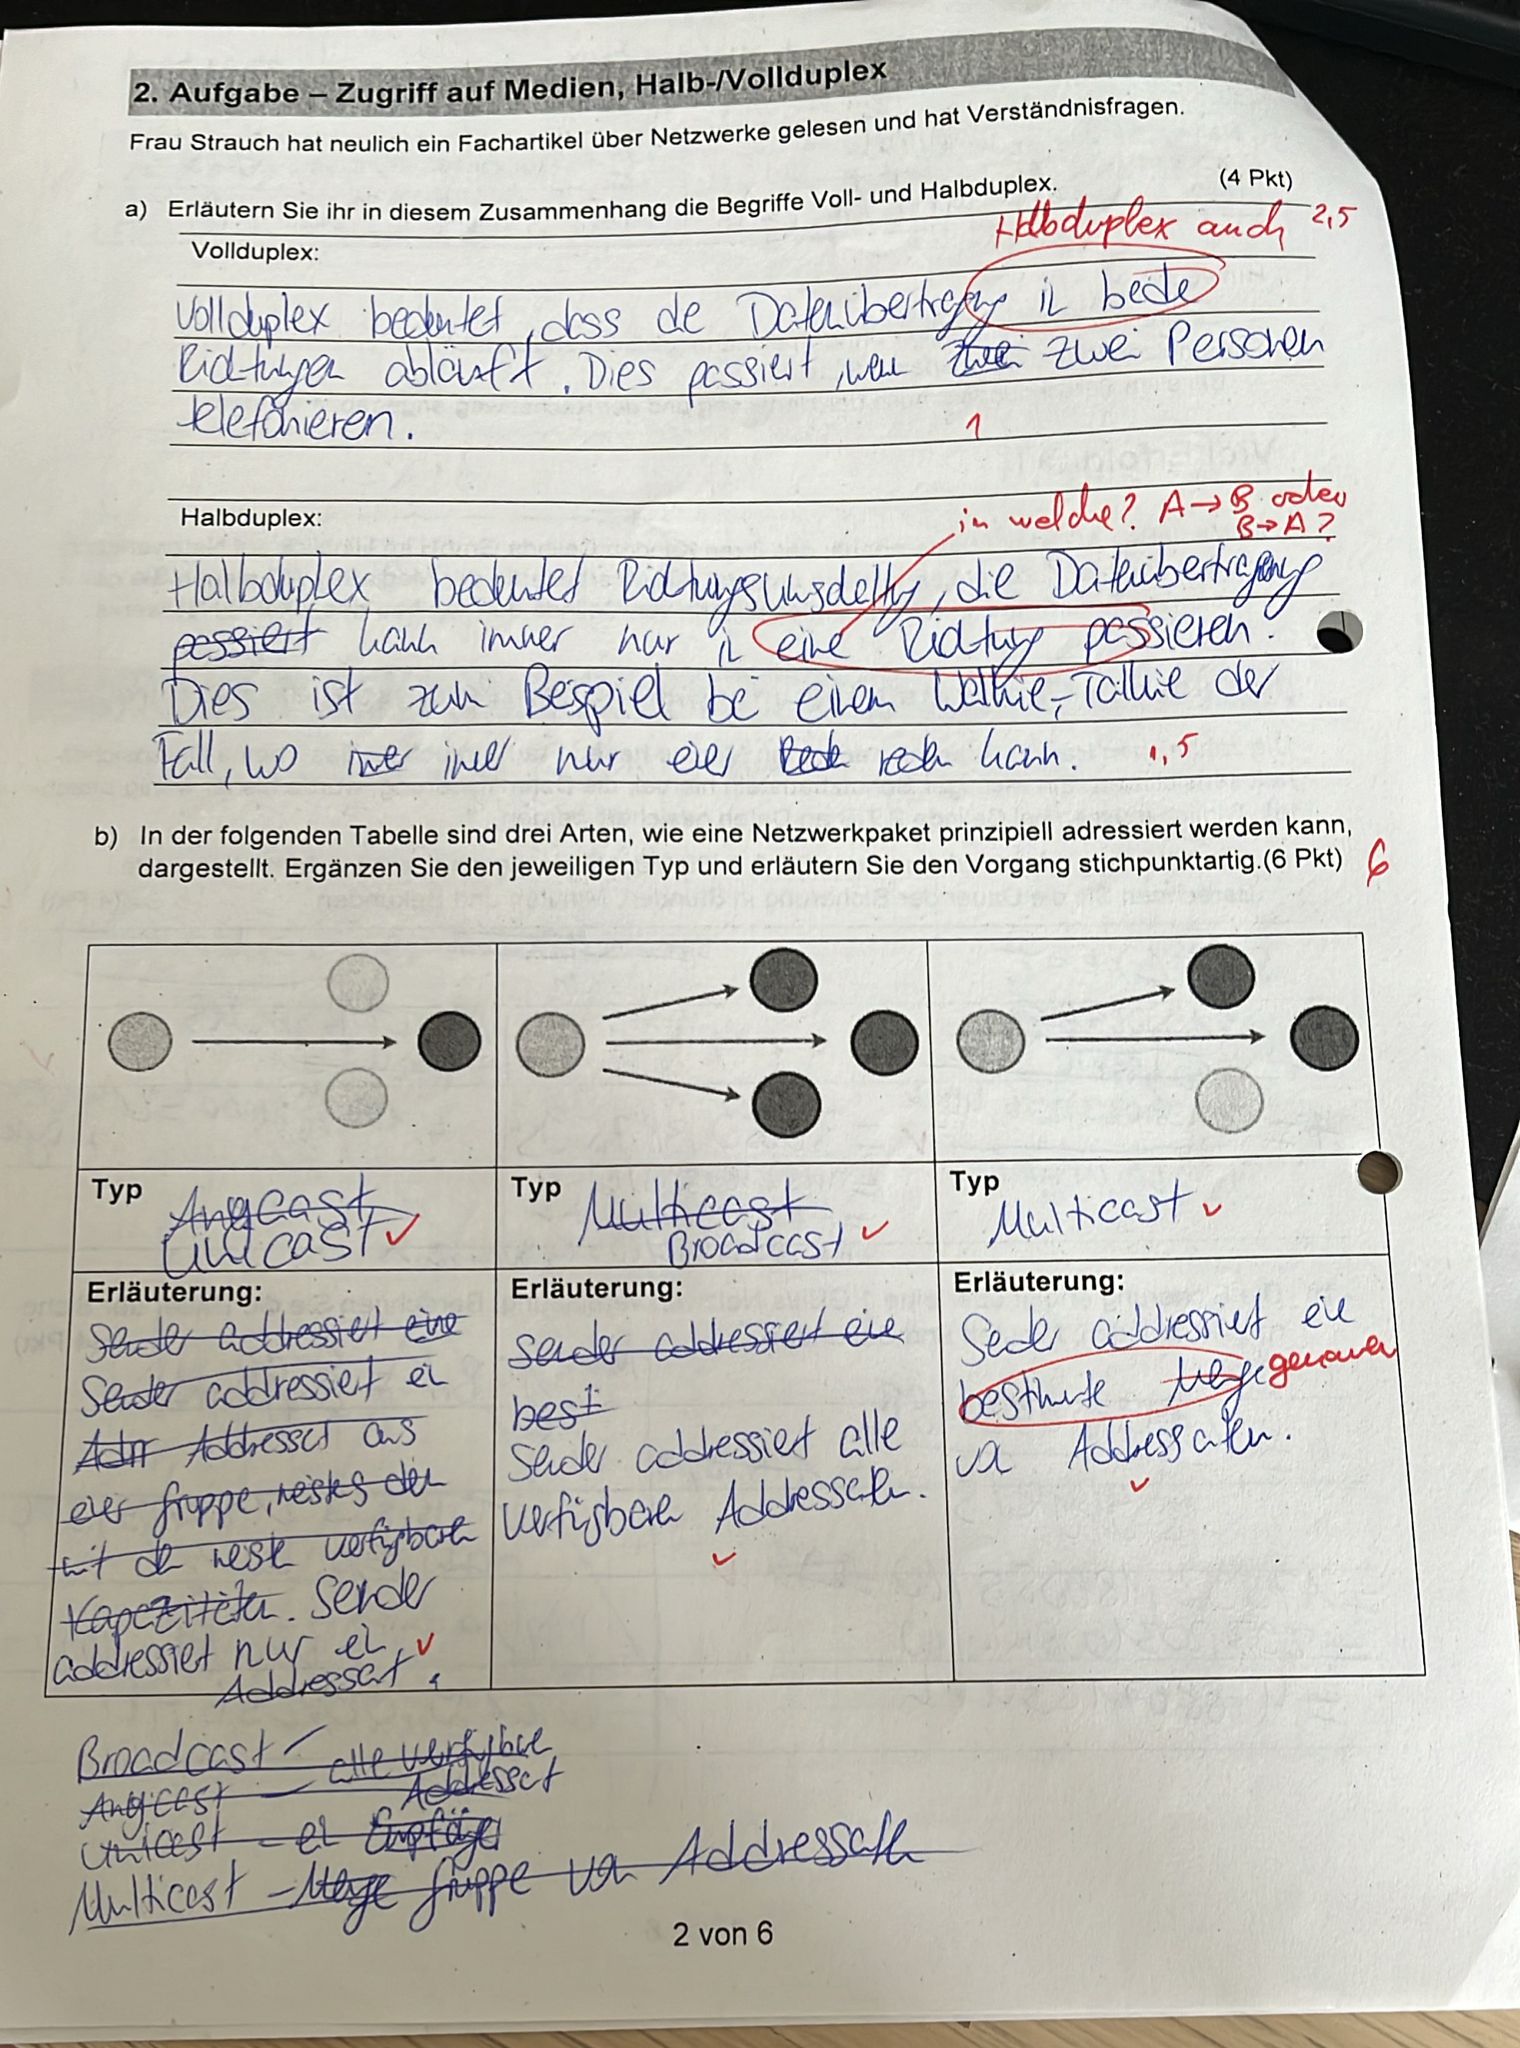 2. Aufgabe – Zugriff auf Medien, Halb-/Vollduplex
Frau Strauch hat neulich ein Fachartikel über Netzwerke gelesen und hat Verständnisfragen.
a) Erläutern Sie ihr in diesem Zusammenhang die Begriffe Voll- und Halbduplex. (4 Pkt)
Halbduplex auch 2,5
Vollduplex:
Vollduplex bedeutet, dass de Datenübertragung in beide
Richtungen abläuft. Dies passiert, wenn zwei zwei Personen
telefonieren.
1
in welche? A→B oder
B→A?
Halbduplex:
Halbduplex bedeutet die Datenübertragung
passiert kann immer nur in eine Richtung passieren.
Dies ist zum Beispiel bei einem Walkie-Talkie der
Fall, wo immer immer nur einer Rede reden kann. 1,5
b) In der folgenden Tabelle sind drei Arten, wie eine Netzwerkpaket prinzipiell adressiert werden kann,
dargestellt. Ergänzen Sie den jeweiligen Typ und erläutern Sie den Vorgang stichpunktartig.(6 Pkt) 6
Typ Anycast
Unicast ✓
Typ Multicast
Broadcast ✓
Typ
Multicast ✓
Erläuterung:
Sender addressiert eine
Sender addressiert ein
Adr Addressat aus
einer Gruppe, den
mit den verfügbaren
Kapezitäten. Sender
addressiert nur ein ✓
Addressat.
Erläuterung:
Sender addressiert eine
best
Sender addressiert alle
verfügbaren Addressaten.
✓
Erläuterung:
Sender addressiert eine
bestimmte Menge genauer
von Addressaten.
✓
Broadcast – alle verfügbare
Addressat
Anycast –
Unicast – ein Empfänger
Multicast – Menge Gruppe von Addressaten
2 von 6